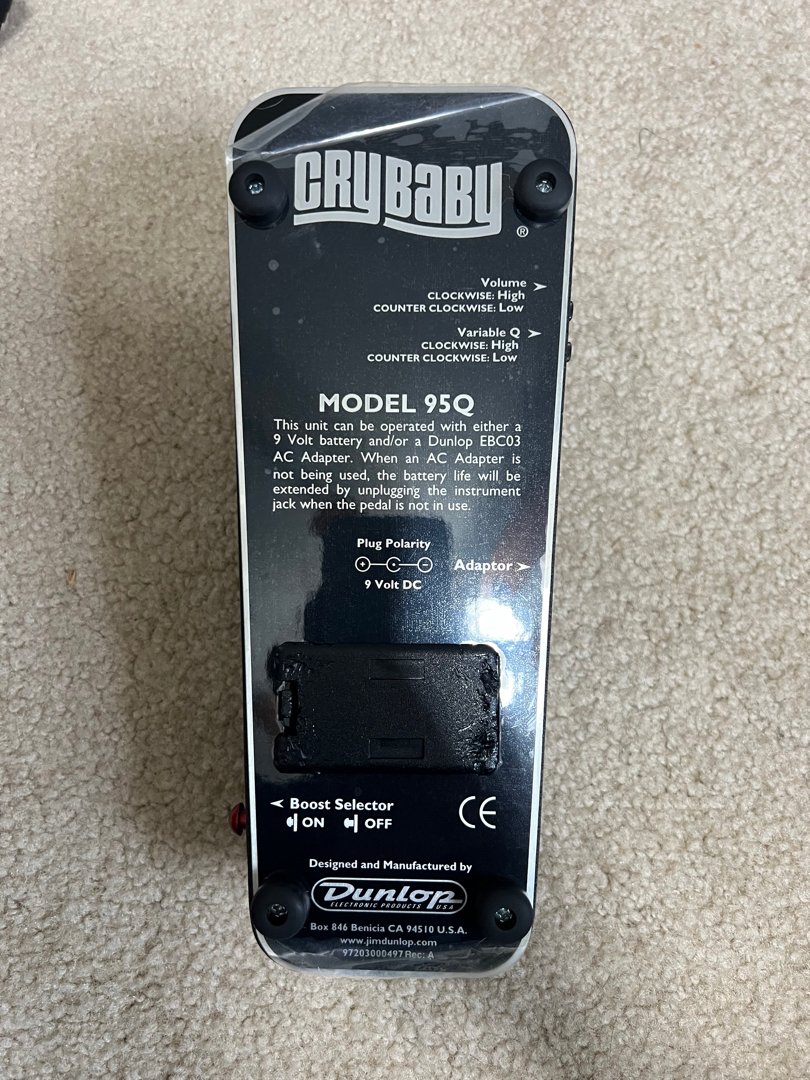 CRYBABY
®
Volume
CLOCKWISE: High
COUNTER CLOCKWISE: Low
Variable Q
CLOCKWISE: High
COUNTER CLOCKWISE: Low
MODEL 95Q
This unit can be operated with either a
9 Volt battery and/or a Dunlop EBC03
AC Adapter. When an AC Adapter is
not being used, the battery life will be
extended by unplugging the instrument
jack when the pedal is not in use.
Plug Polarity
Adaptor
9 Volt DC
Boost Selector
ON OFF
CE
Designed and Manufactured by
Dunlop
ELECTRONIC PRODUCTS USA
Box 846 Benicia CA 94510 U.S.A.
www.jimdunlop.com
97203000497 Rec: A